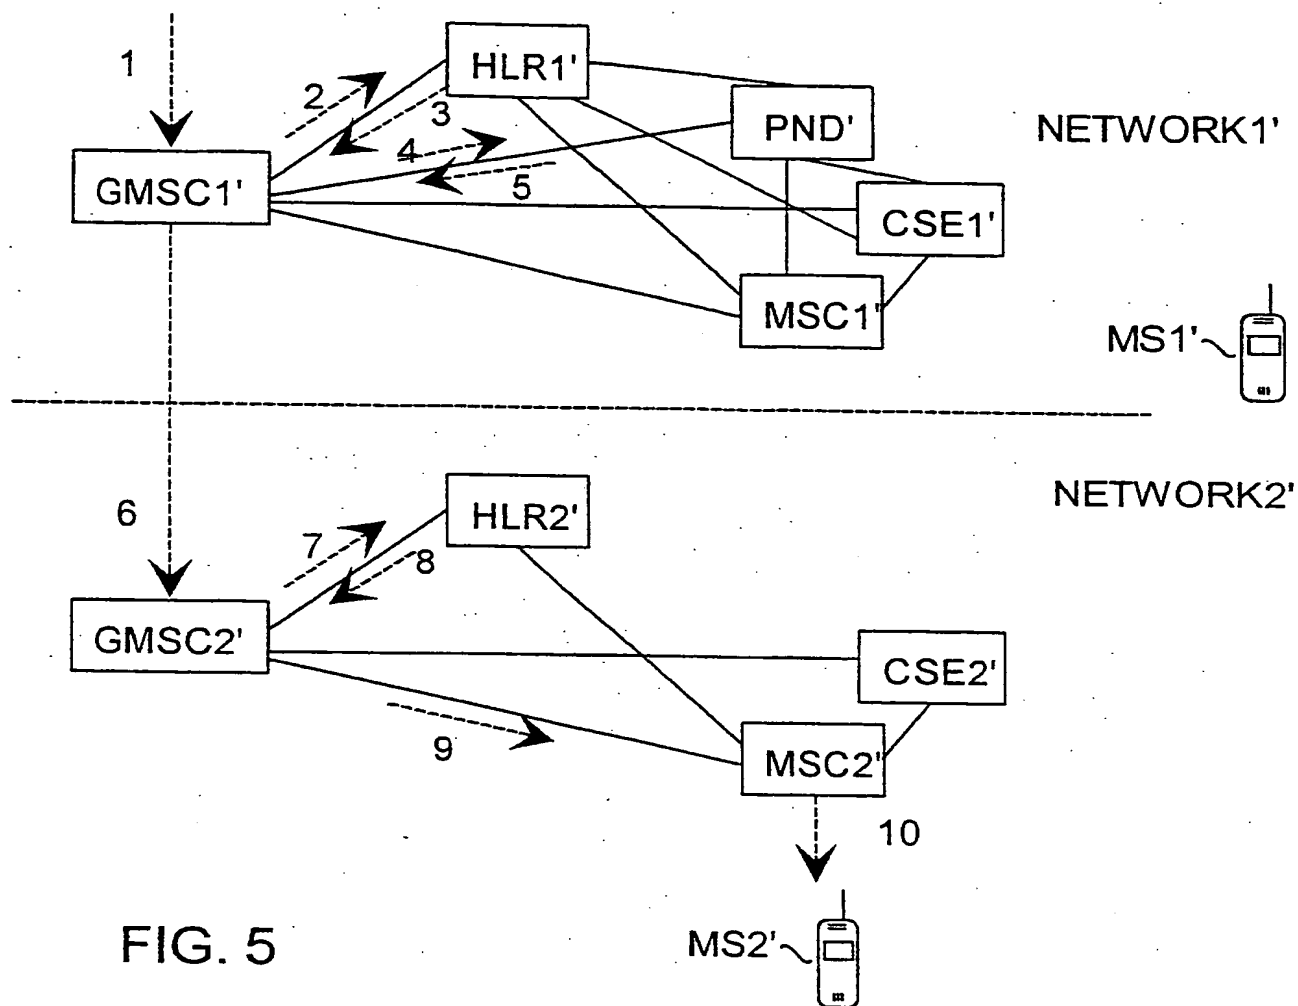 1
2
HLR1'
3
PND'
NETWORK1'
4
GMSC1'
5
CSE1'
MSC1'
MS1'
NETWORK2'
6
HLR2'
7
8
GMSC2'
CSE2'
9
MSC2'
10
FIG. 5
MS2'